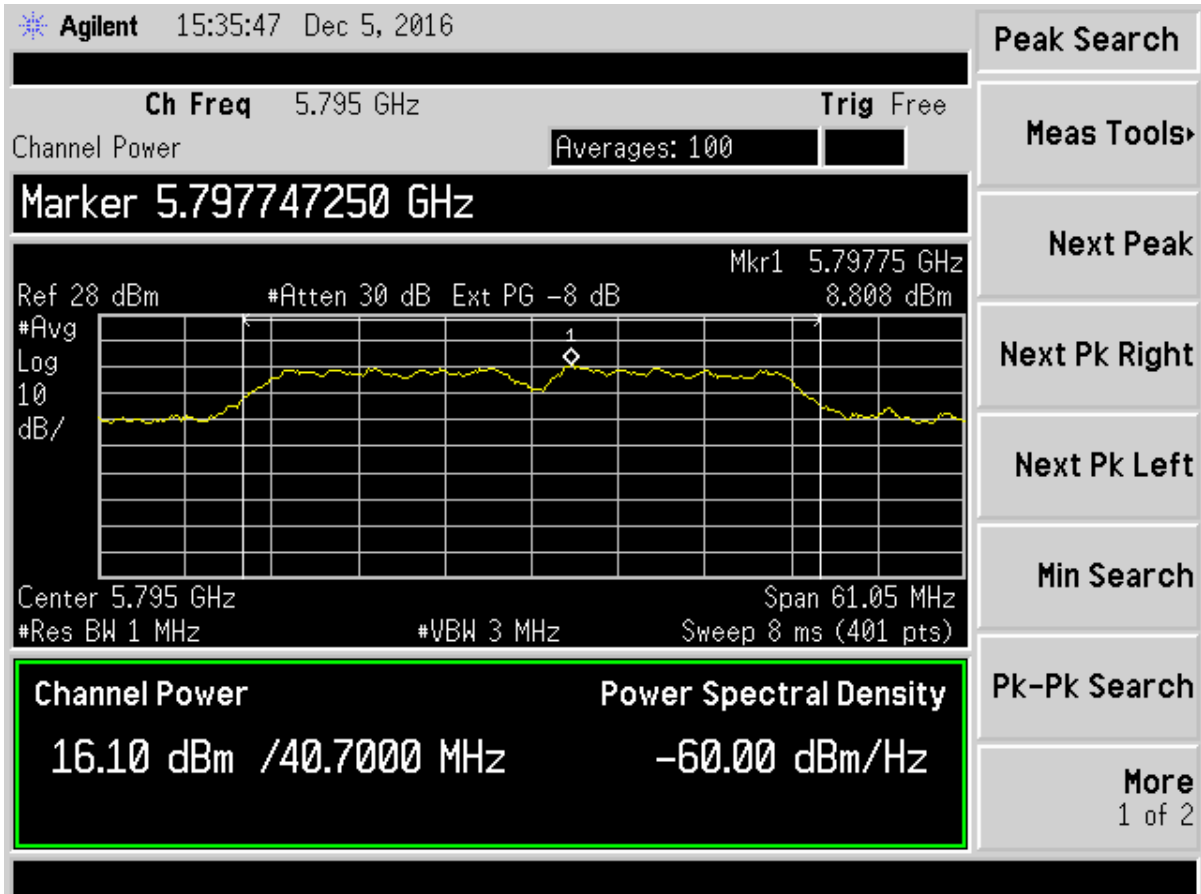 Agilent 15:35:47 Dec 5, 2016
Peak Search
Ch Freq 5.795 GHz Trig Free
Channel Power Averages: 100
Meas Tools
Marker 5.797747250 GHz
Next Peak
Mkr1 5.79775 GHz
Ref 28 dBm #Atten 30 dB Ext PG -8 dB 8.808 dBm
#Avg
Log
10
dB/
1
Next Pk Right
Next Pk Left
Center 5.795 GHz Span 61.05 MHz
#Res BW 1 MHz #VBW 3 MHz Sweep 8 ms (401 pts)
Min Search
Channel Power Power Spectral Density
16.10 dBm /40.7000 MHz -60.00 dBm/Hz
Pk-Pk Search
More
1 of 2